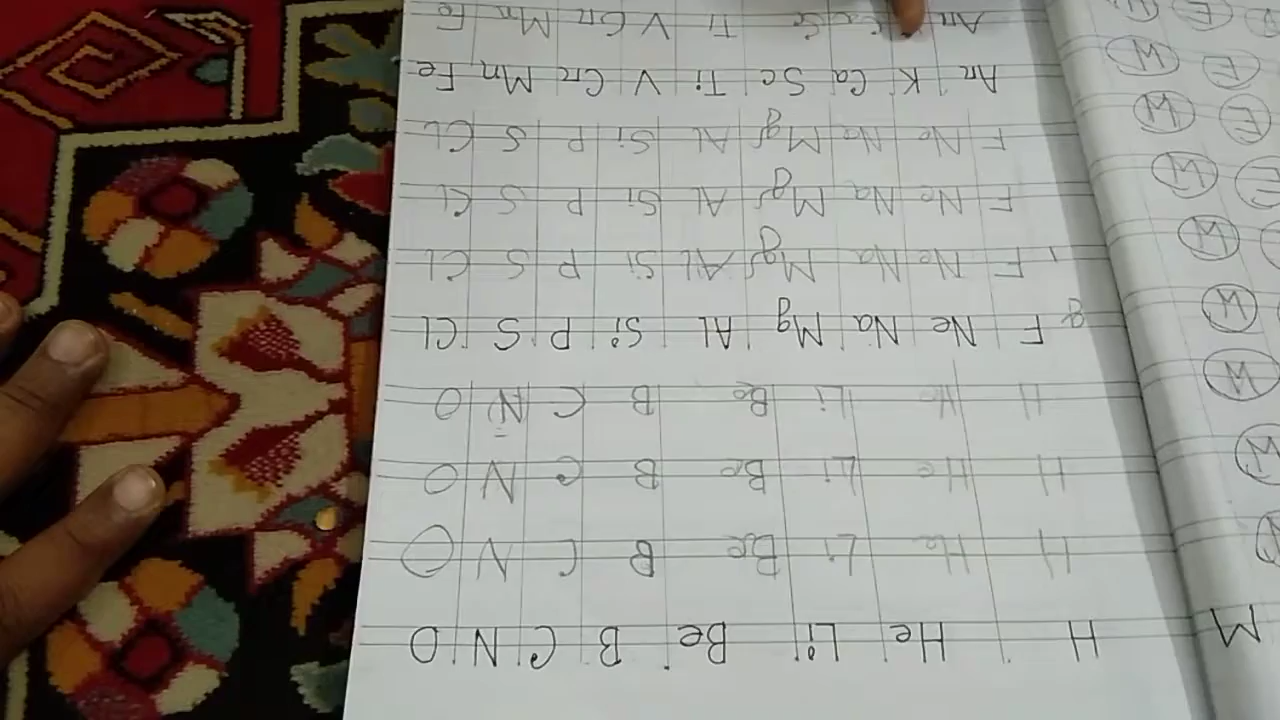 H He Li Be B C N O
H He Li Be B C N O
H He Li Be B C N O
H He Li Be B C N O
F Ne Na Mg AL Si P S CL
F Ne Na Mg AL Si P S CL
F Ne Na Mg AL Si P S CL
F Ne Na Mg AL Si P S CL
Ar K Ca Sc Ti V Cr Mn Fe
Ar Sc Ti V Cr Mn Fe
M
M
M
M
M
M E
M E
M E
E